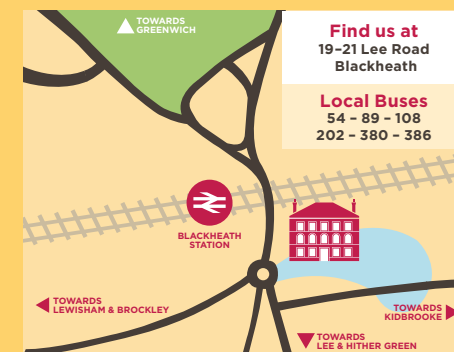 TOWARDS
GREENWICH
Find us at
19–21 Lee Road
Blackheath
Local Buses
54 – 89 – 108
202 – 380 – 386
BLACKHEATH
STATION
TOWARDS
LEWISHAM & BROCKLEY
TOWARDS
KIDBROOKE
TOWARDS
LEE & HITHER GREEN